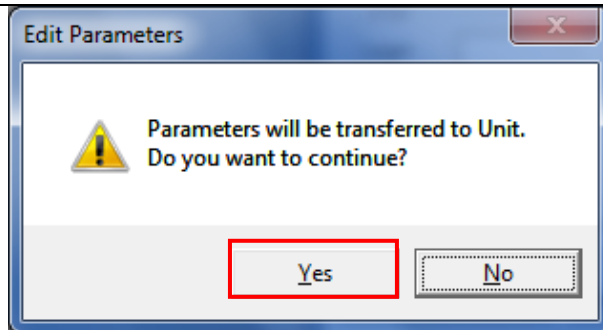 Edit Parameters
Parameters will be transferred to Unit.
Do you want to continue?
Yes
No